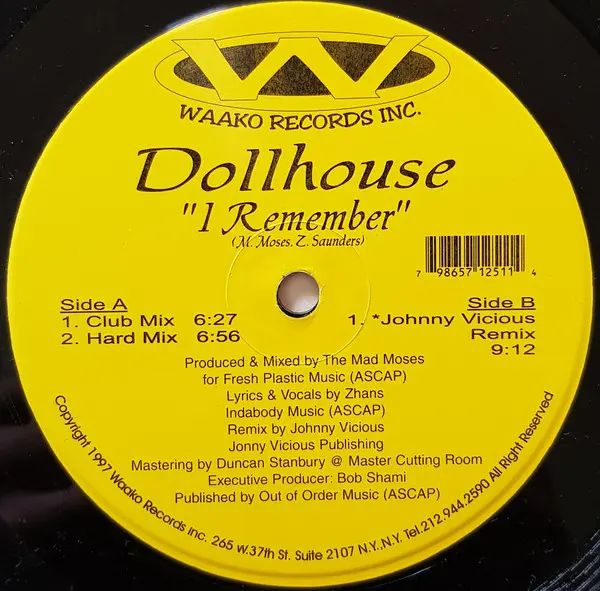 W
WAAKO RECORDS INC.
Dollhouse
"I Remember"
(M. Moses, Z. Saunders)
7 98657 12511 4
Side A
1. Club Mix 6:27
2. Hard Mix 6:56
Side B
1. *Johnny Vicious
Remix
9:12
Produced & Mixed by The Mad Moses
for Fresh Plastic Music (ASCAP)
Lyrics & Vocals by Zhans
Indabody Music (ASCAP)
Remix by Johnny Vicious
Jonny Vicious Publishing
Mastering by Duncan Stanbury @ Master Cutting Room
Executive Producer: Bob Shami
Published by Out of Order Music (ASCAP)
Copyright 1997 Waako Records Inc. 265 W.37th St. Suite 2107 N.Y.,N.Y, Tel.212.944.2590 All Right Reserved